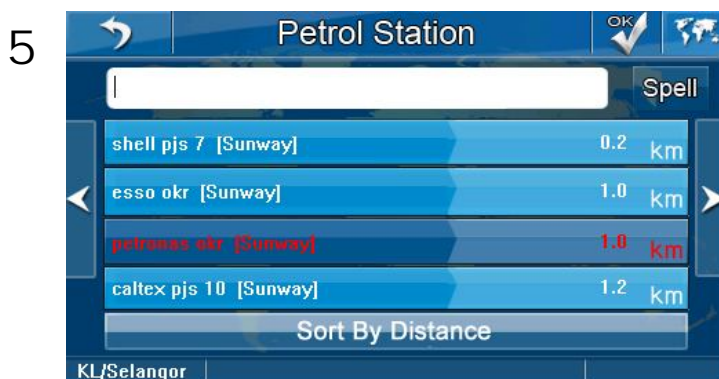 5
Petrol Station OK
Spell
shell pjs 7 [Sunway] 0.2 km
esso okr [Sunway] 1.0 km
petronas okr [Sunway] 1.0 km
caltex pjs 10 [Sunway] 1.2 km
Sort By Distance
KL/Selangor